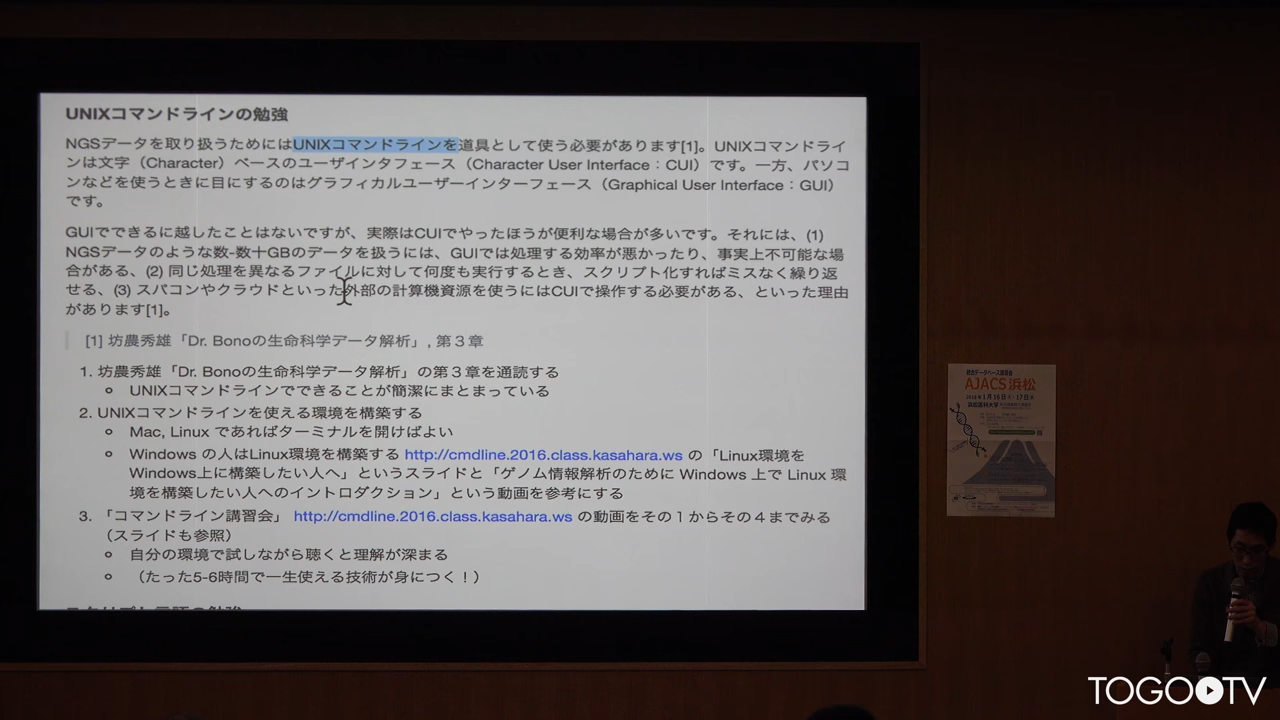 UNIXコマンドラインの勉強
NGSデータを取り扱うためにはUNIXコマンドラインを道具として使う必要があります[1]。UNIXコマンドライ
ンは文字（Character）ベースのユーザインタフェース（Character User Interface：CUI）です。一方、パソコ
ンなどを使うときに目にするのはグラフィカルユーザーインターフェース（Graphical User Interface：GUI）
です。
GUIでできるに越したことはないですが、実際はCUIでやったほうが便利な場合が多いです。それには、(1)
NGSデータのような数-数十GBのデータを扱うには、GUIでは処理する効率が悪かったり、事実上不可能な場
合がある、(2) 同じ処理を異なるファイルに対して何度も実行するとき、スクリプト化すればミスなく繰り返
せる、(3) スパコンやクラウドといった外部の計算機資源を使うにはCUIで操作する必要がある、といった理由
があります[1]。
[1] 坊農秀雄「Dr. Bonoの生命科学データ解析」, 第３章
1. 坊農秀雄「Dr. Bonoの生命科学データ解析」の第３章を通読する
UNIXコマンドラインでできることが簡潔にまとまっている
2. UNIXコマンドラインを使える環境を構築する
Mac, Linux であればターミナルを開けばよい
Windows の人はLinux環境を構築する http://cmdline.2016.class.kasahara.ws の「Linux環境を
Windows上に構築したい人へ」というスライドと「ゲノム情報解析のために Windows 上で Linux 環
境を構築したい人へのイントロダクション」という動画を参考にする
3. 「コマンドライン講習会」 http://cmdline.2016.class.kasahara.ws の動画をその１からその４までみる
（スライドも参照）
自分の環境で試しながら聴くと理解が深まる
（たった5-6時間で一生使える技術が身につく！）
統合データベース講習会
AJACS浜松
浜松医科大学
TOGOTV